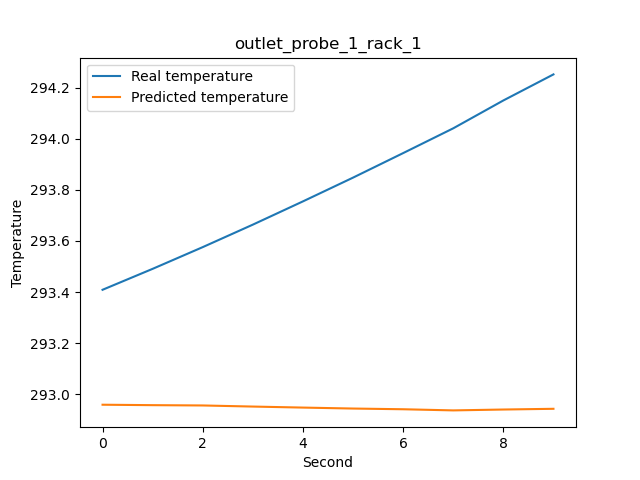 outlet_probe_1_rack_1
Real temperature
Predicted temperature
294.2
294.0
293.8
293.6
293.4
293.2
293.0
Temperature
0 2 4 6 8
Second